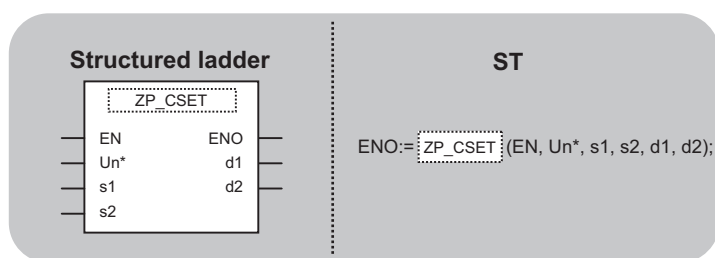 Structured ladder
ZP_CSET
EN ENO
Un* d1
s1 d2
s2
ST
ENO:= ZP_CSET (EN, Un*, s1, s2, d1, d2);